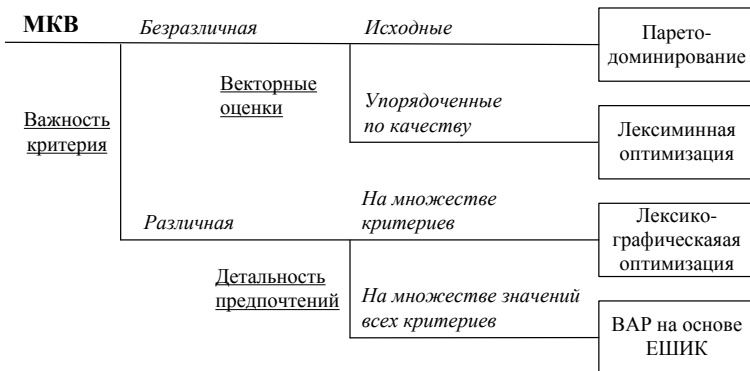 МКВ
Безразличная
Исходные
Парето-
доминирование
Векторные
оценки
Упорядоченные
по качеству
Лексиминная
оптимизация
Важность
критерия
Различная
На множестве
критериев
Лексико-
графическаяая
оптимизация
Детальность
предпочтений
На множестве значений
всех критериев
ВАР на основе
ЕШИК